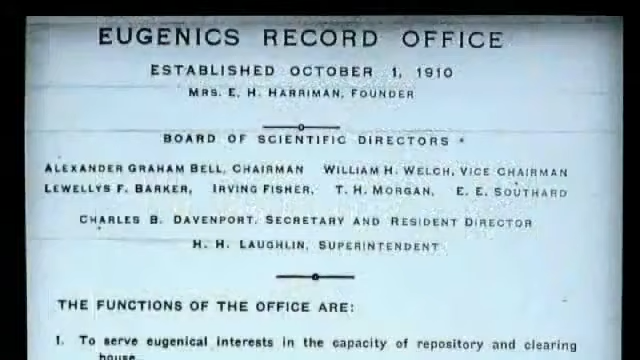 EUGENICS RECORD OFFICE
ESTABLISHED OCTOBER 1, 1910
MRS. E. H. HARRIMAN, FOUNDER
BOARD OF SCIENTIFIC DIRECTORS
ALEXANDER GRAHAM BELL, CHAIRMAN WILLIAM H. WELCH, VICE CHAIRMAN
LEWELLYS F. BARKER, IRVING FISHER, T. H. MORGAN, E. E. SOUTHARD
CHARLES B. DAVENPORT, SECRETARY AND RESIDENT DIRECTOR
H. H. LAUGHLIN, SUPERINTENDENT
THE FUNCTIONS OF THE OFFICE ARE:
1. To serve eugenical interests in the capacity of repository and clearing
house.